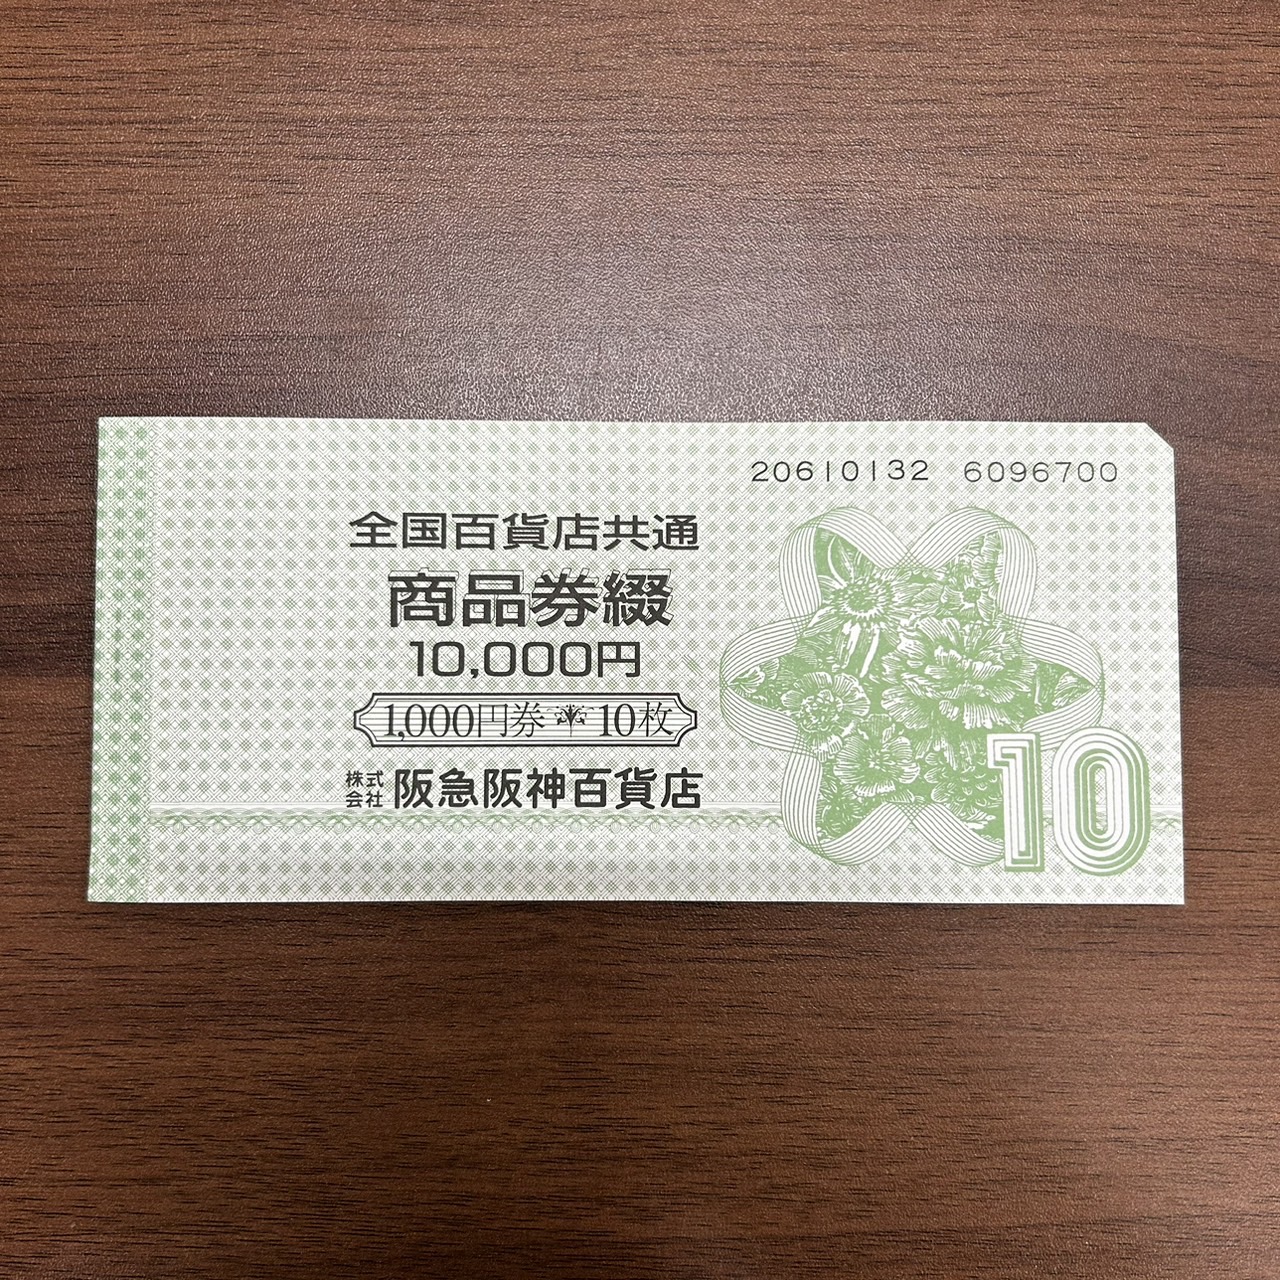 20610132 6096700
全国百貨店共通
商品券綴
10,000円
1,000円券 10枚
株式会社 阪急阪神百貨店
10